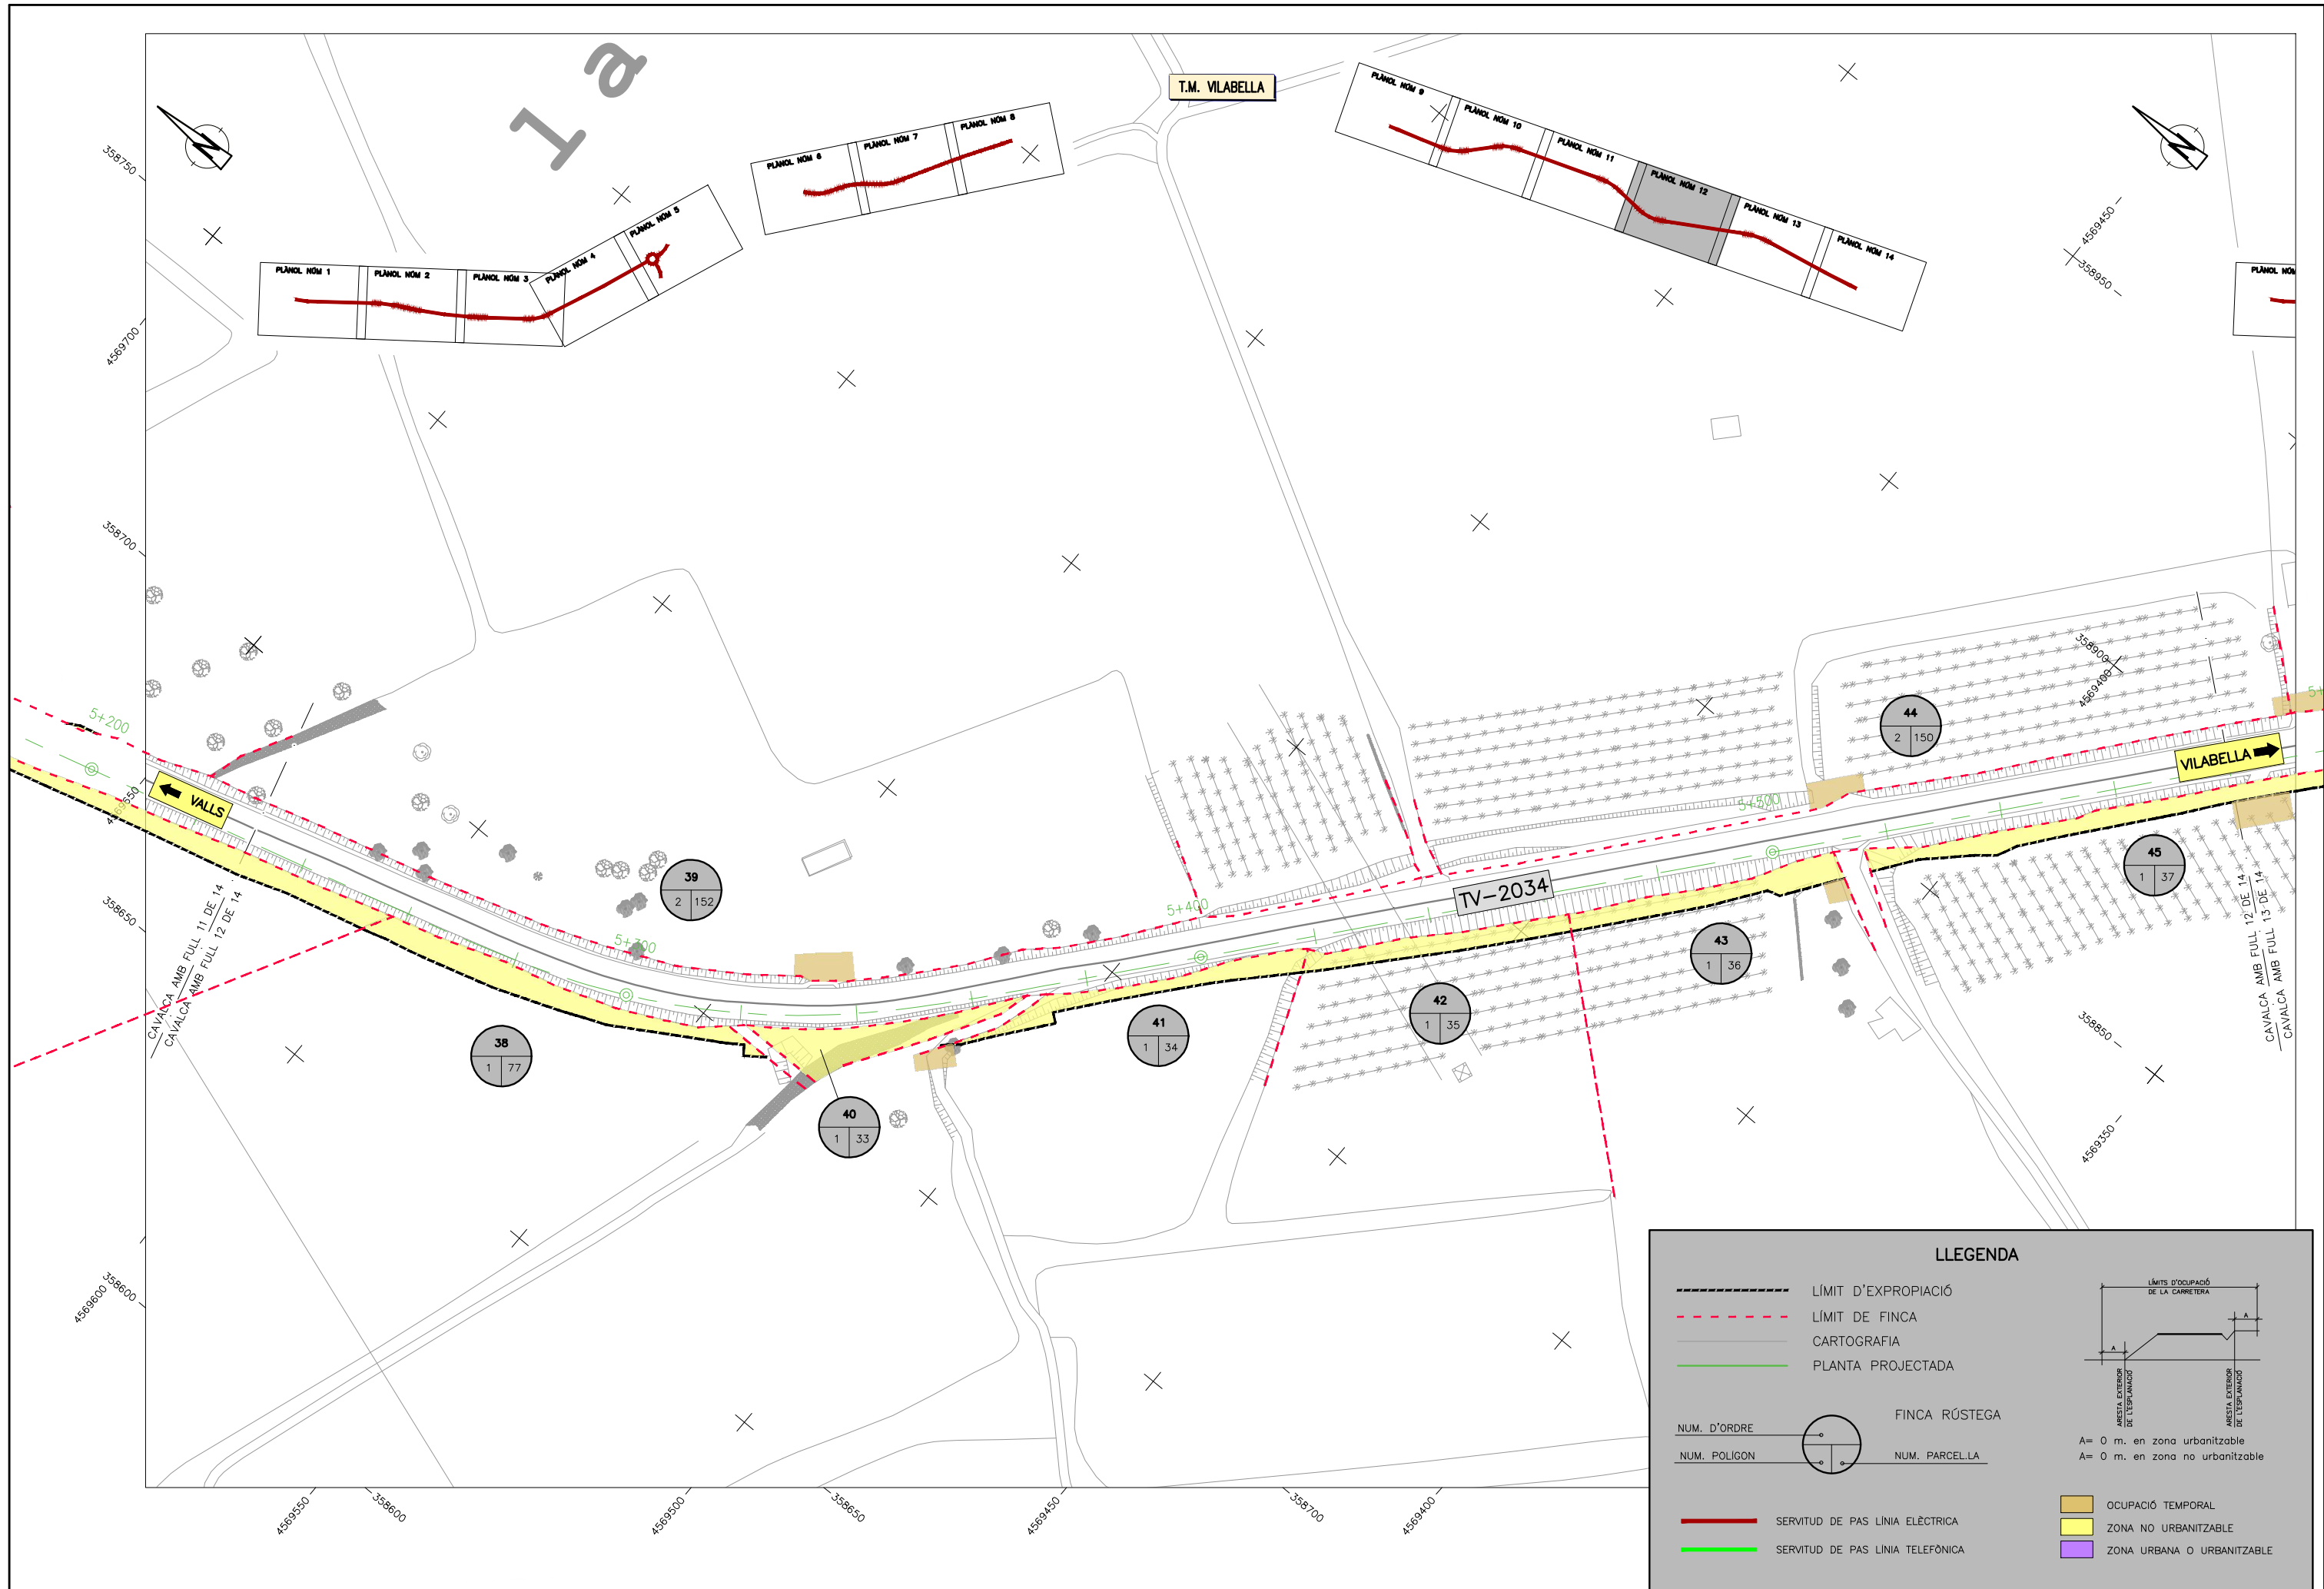 1a
T.M. VILABELLA
PLÀNOL NÚM 1
PLÀNOL NÚM 2
PLÀNOL NÚM 3
PLÀNOL NÚM 4
PLÀNOL NÚM 5
PLÀNOL NÚM 6
PLÀNOL NÚM 7
PLÀNOL NÚM 8
PLÀNOL NÚM 9
PLÀNOL NÚM 10
PLÀNOL NÚM 11
PLÀNOL NÚM 12
PLÀNOL NÚM 13
PLÀNOL NÚM 14
PLÀNOL NÚM
N
N
358750
4569700
358700
4569650
358650
358600
4569600
4569450
358950
358900
4569400
358850
4569350
5+200
5+300
5+400
5+500
5+
VALLS
VILABELLA
TV-2034
CAVALCA AMB FULL 11 DE 14
CAVALCA AMB FULL 12 DE 14
CAVALCA AMB FULL 12 DE 14
CAVALCA AMB FULL 13 DE 14
38
1 77
39
2 152
40
1 33
41
1 34
42
1 35
43
1 36
44
2 150
45
1 37
4569550
358600
4569500
358650
4569450
358700
4569400
LLEGENDA
LÍMIT D'EXPROPIACIÓ
LÍMIT DE FINCA
CARTOGRAFIA
PLANTA PROJECTADA
LÍMITS D'OCUPACIÓ
DE LA CARRETERA
A
A
ARESTA EXTERIOR
DE L'ESPLANACIÓ
ARESTA EXTERIOR
DE L'ESPLANACIÓ
A= 0 m. en zona urbanitzable
A= 0 m. en zona no urbanitzable
FINCA RÚSTEGA
NUM. D'ORDRE
NUM. POLÍGON
NUM. PARCEL.LA
SERVITUD DE PAS LÍNIA ELÈCTRICA
SERVITUD DE PAS LÍNIA TELEFÒNICA
OCUPACIÓ TEMPORAL
ZONA NO URBANITZABLE
ZONA URBANA O URBANITZABLE